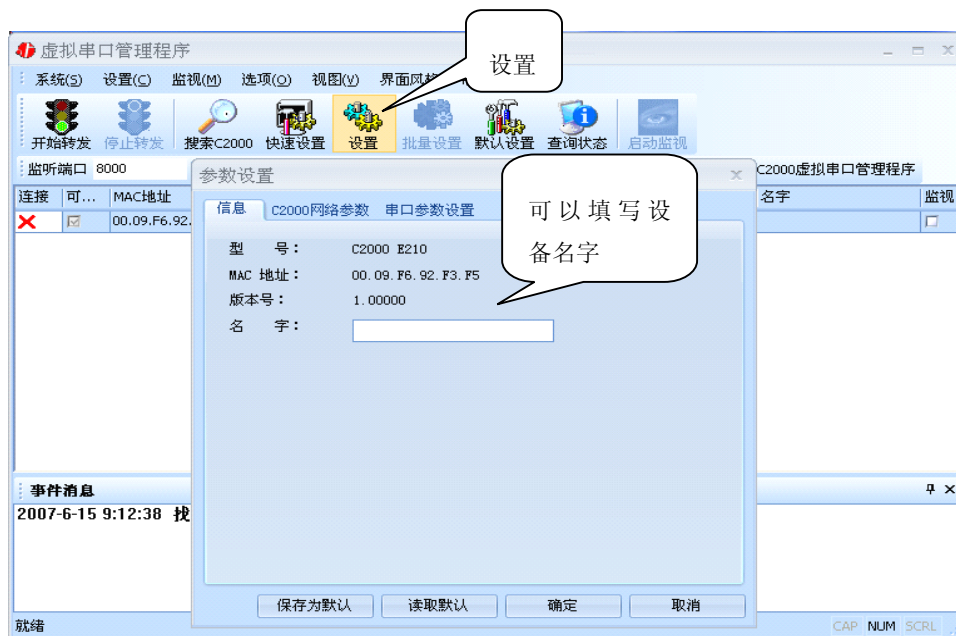 虚拟串口管理程序
设置
系统(S) 设置(C) 监视(M) 选项(O) 视图(V) 界面风格
开始转发 停止转发 搜索C2000 快速设置 设置 批量设置 默认设置 查询状态 启动监视
监听端口 8000
C2000虚拟串口管理程序
连接 可... MAC地址 名字 监视
00.09.F6.92.
参数设置
信息 C2000网络参数 串口参数设置
可以填写设
备名字
型 号： C2000 E210
MAC 地址： 00.09.F6.92.F3.F5
版本号： 1.00000
名 字：
事件消息
2007-6-15 9:12:38 找
保存为默认 读取默认 确定 取消
就绪
CAP NUM SCRL